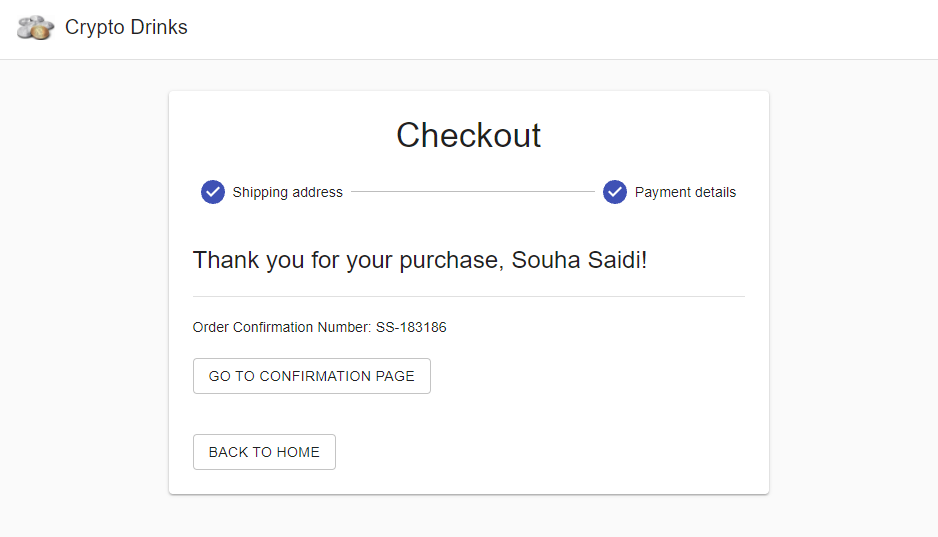 Crypto Drinks
Checkout
Shipping address
Payment details
Thank you for your purchase, Souha Saidi!
Order Confirmation Number: SS-183186
GO TO CONFIRMATION PAGE
BACK TO HOME